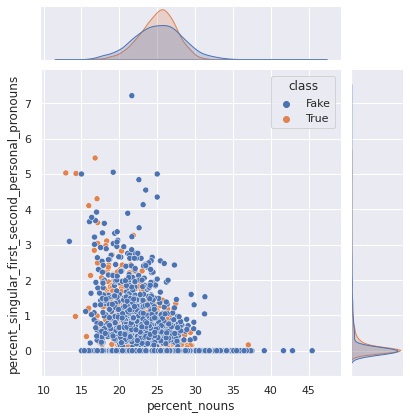 class
Fake
True
percent_singular_first_second_personal_pronouns
7
6
5
4
3
2
1
0
10 15 20 25 30 35 40 45
percent_nouns